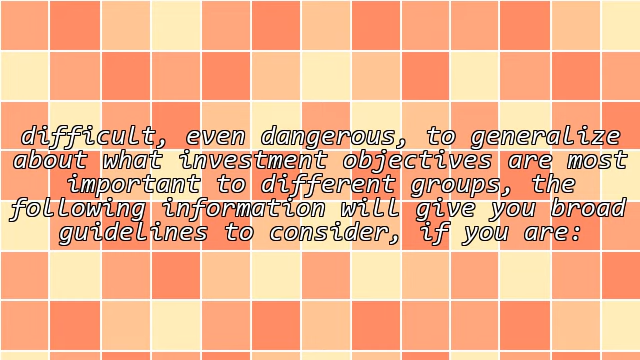 difficult, even dangerous, to generalize
about what investment objectives are most
important to different groups, the
following information will give you broad
guidelines to consider, if you are: